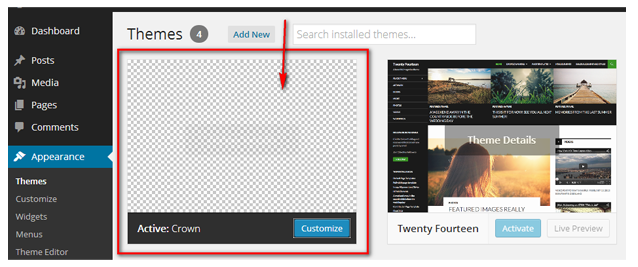 Dashboard
Posts
Media
Pages
Comments
Appearance
Themes
Customize
Widgets
Menus
Theme Editor
Themes 4 Add New Search installed themes...
Active: Crown Customize
Twenty Fourteen
Theme Details
FEATURED IMAGES REALLY
Twenty Fourteen Activate Live Preview